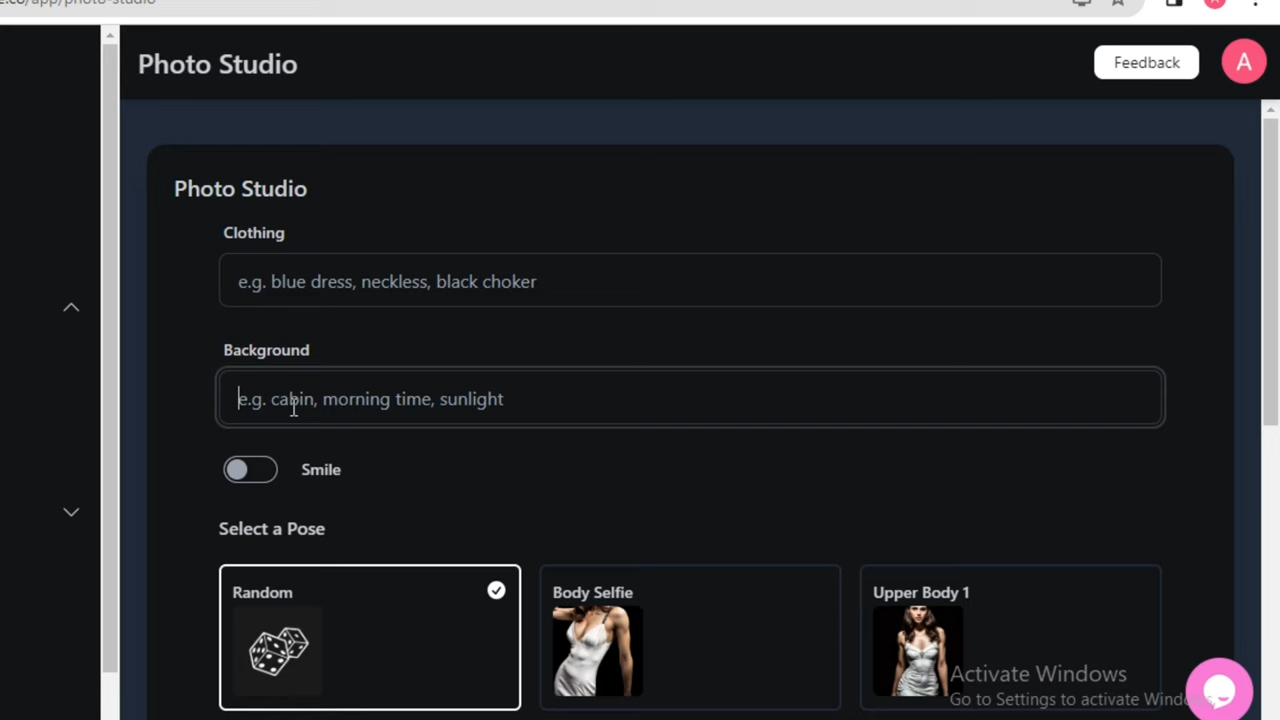 Photo Studio
Feedback
A
Photo Studio
Clothing
e.g. blue dress, neckless, black choker
Background
e.g. cabin, morning time, sunlight
Smile
Select a Pose
Random
Body Selfie
Upper Body 1
Activate Windows
Go to Settings to activate